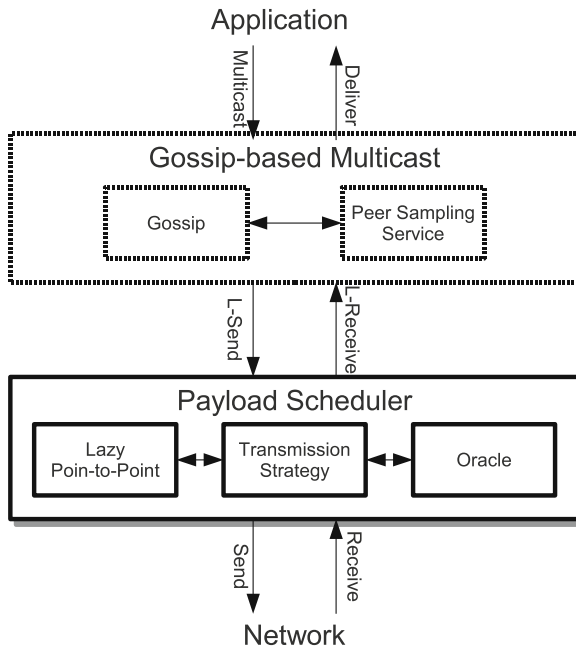 Application
Multicast
Deliver
Gossip-based Multicast
Gossip
Peer Sampling
Service
L-Send
L-Receive
Payload Scheduler
Lazy
Poin-to-Point
Transmission
Strategy
Oracle
Send
Receive
Network